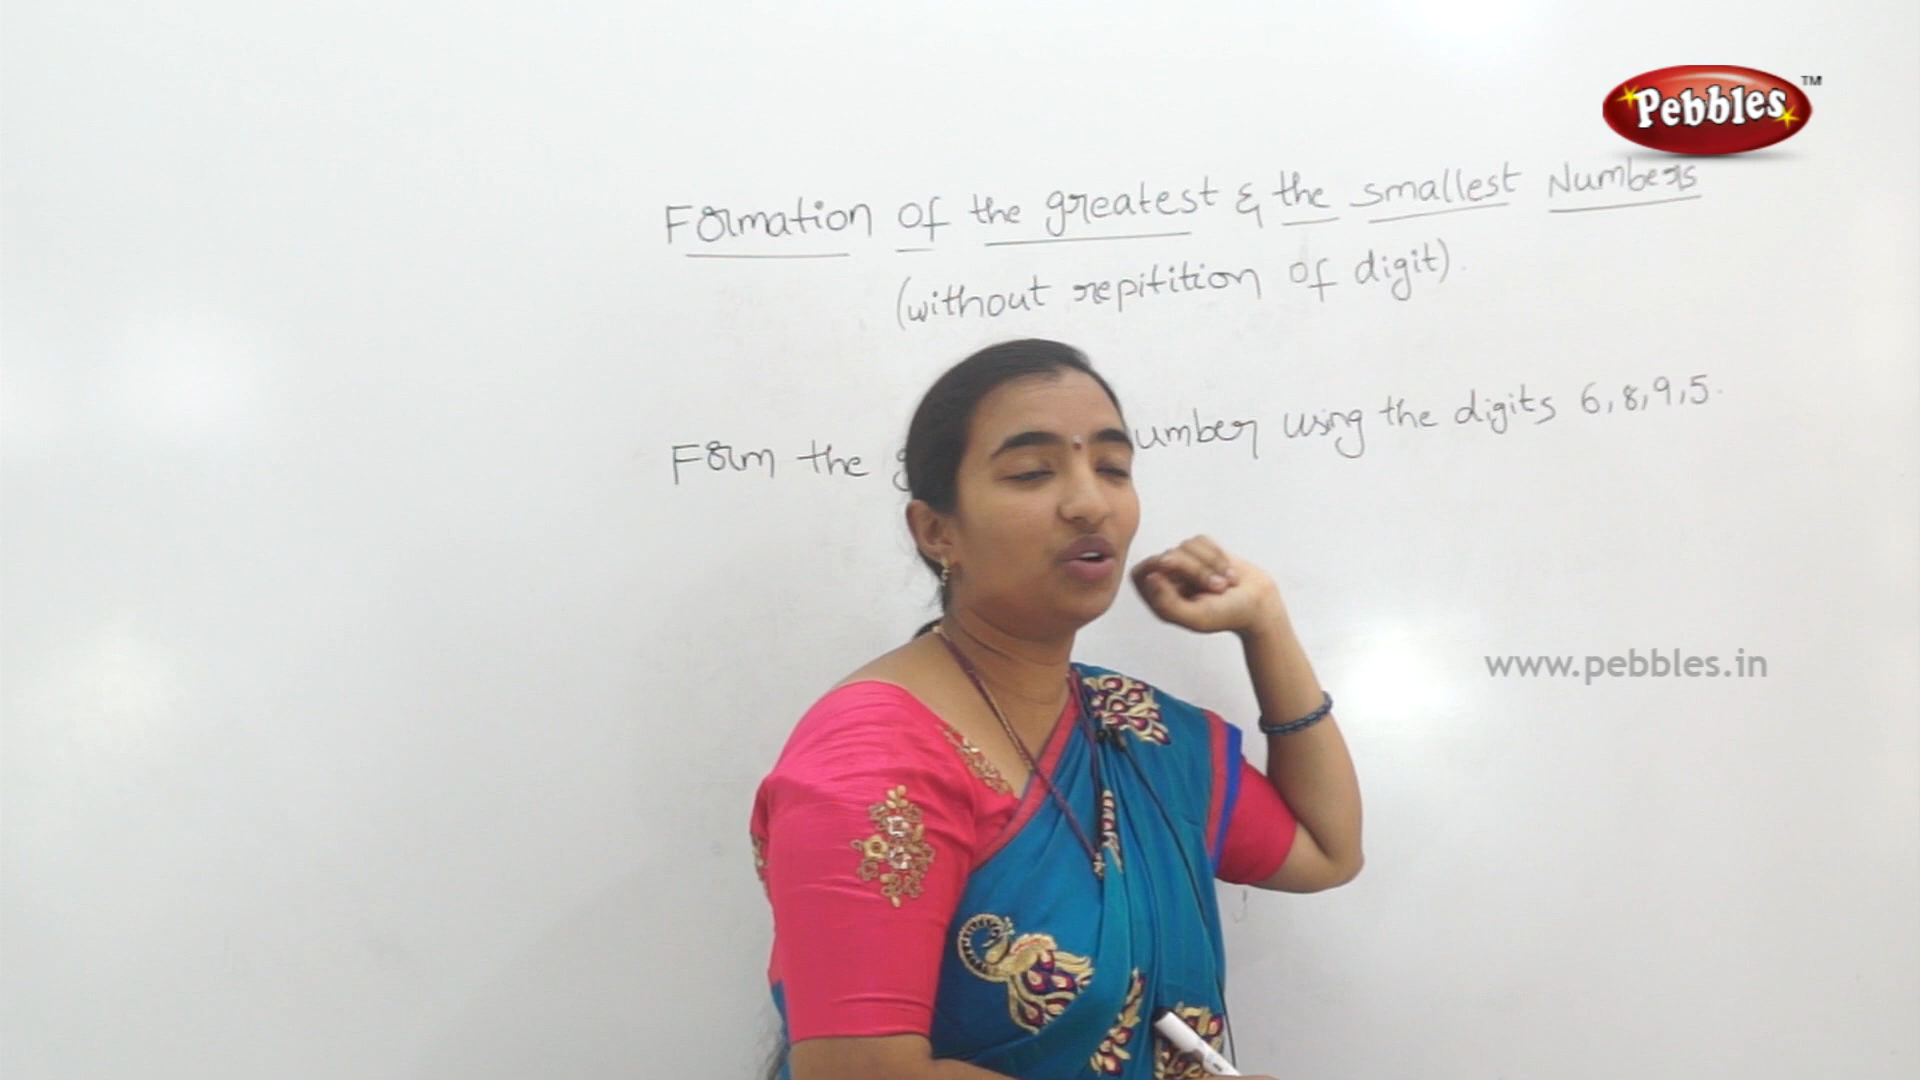 Pebbles TM
Formation of the greatest & the smallest Numbers
(without repitition of digit).
Form the umber using the digits 6,8,9,5.
www.pebbles.in